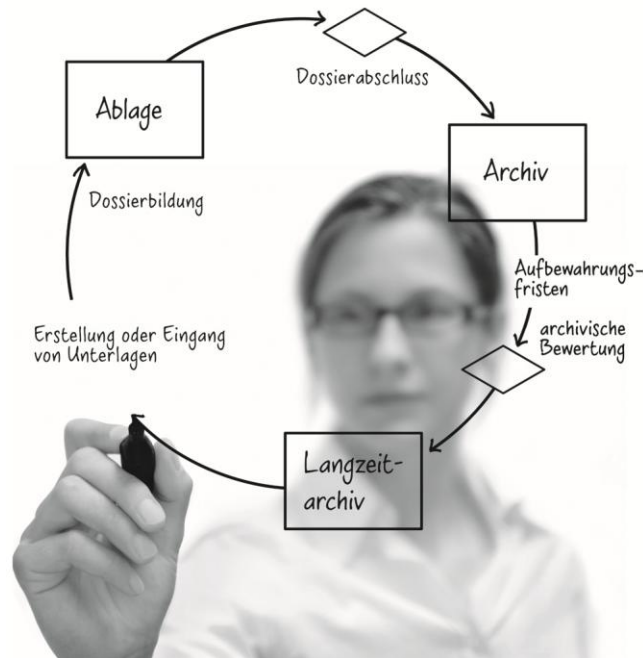 Dossierabschluss
Ablage
Archiv
Dossierbildung
Aufbewahrungs-
fristen
archivische
Bewertung
Erstellung oder Eingang
von Unterlagen
Langzeit-
archiv